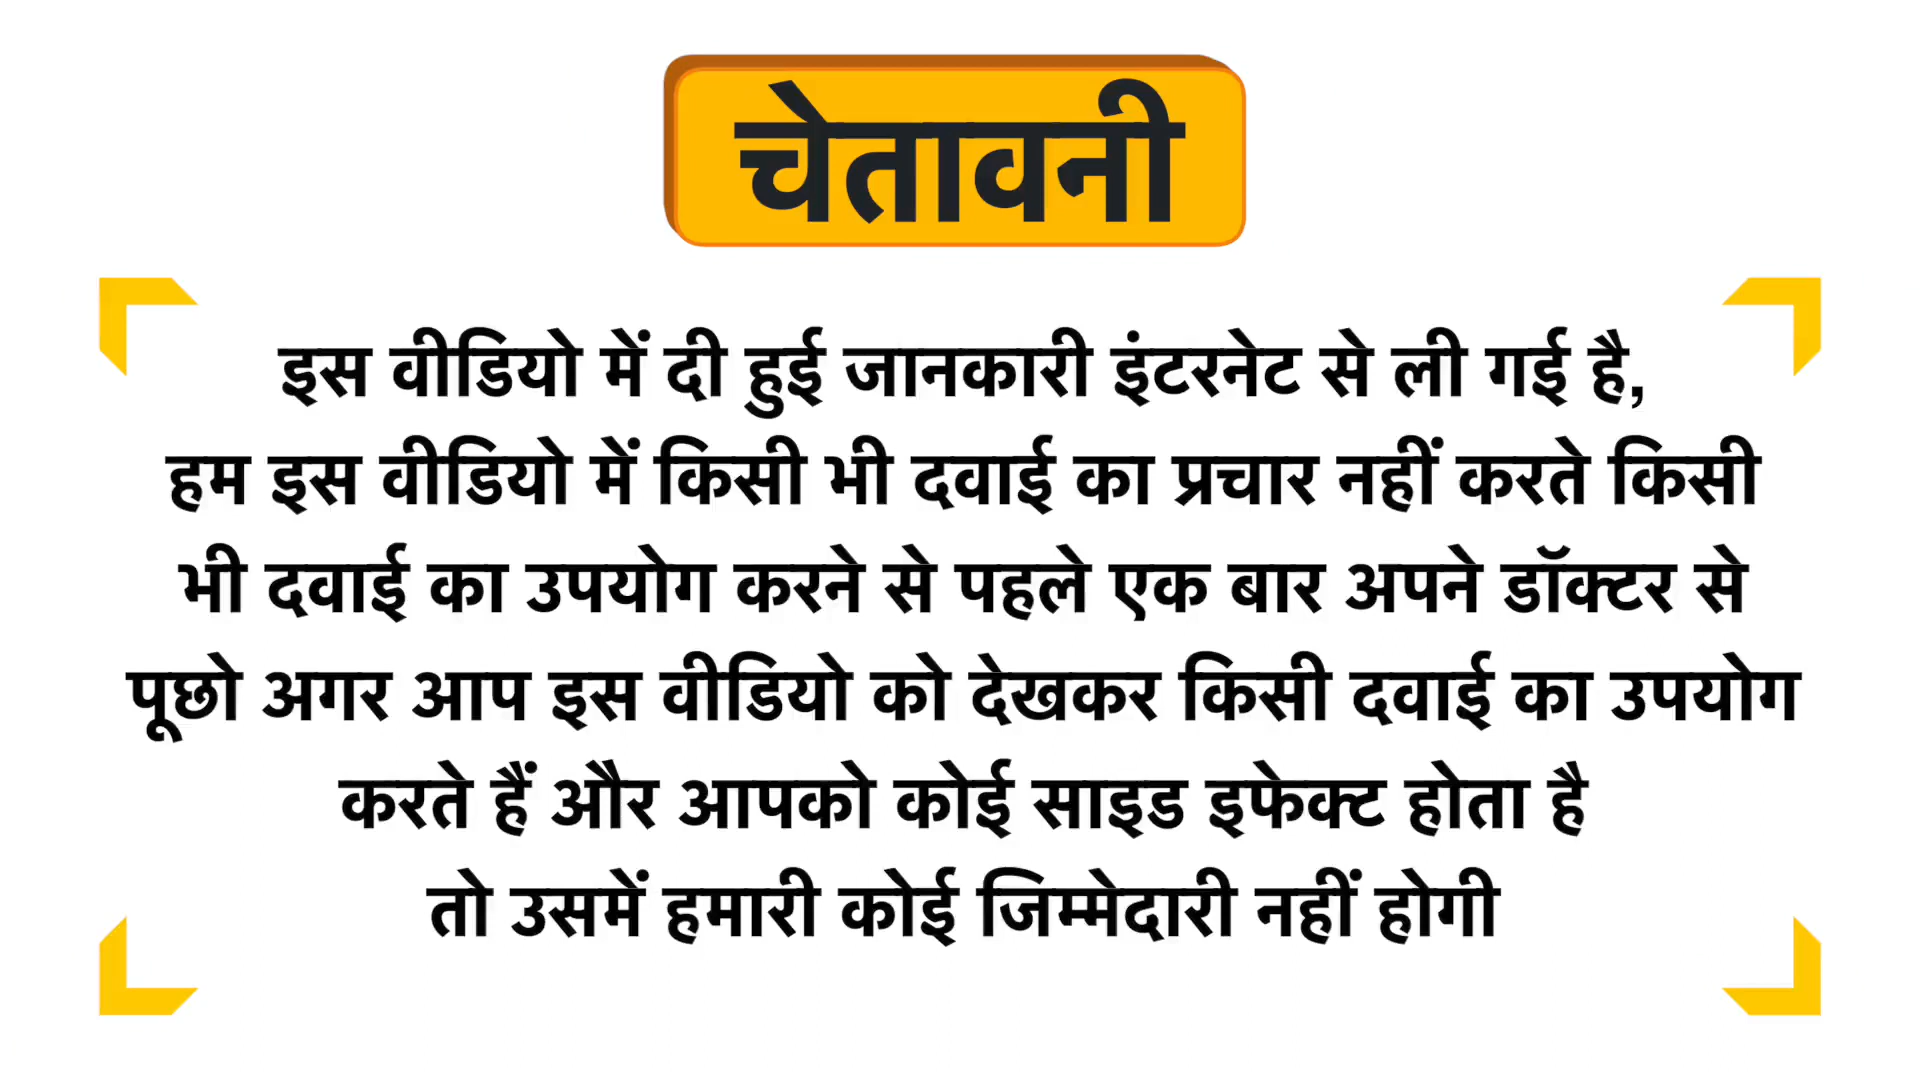 चेतावनी
इस वीडियो में दी हुई जानकारी इंटरनेट से ली गई है,
हम इस वीडियो में किसी भी दवाई का प्रचार नहीं करते किसी
भी दवाई का उपयोग करने से पहले एक बार अपने डॉक्टर से
पूछो अगर आप इस वीडियो को देखकर किसी दवाई का उपयोग
करते हैं और आपको कोई साइड इफेक्ट होता है
तो उसमें हमारी कोई जिम्मेदारी नहीं होगी